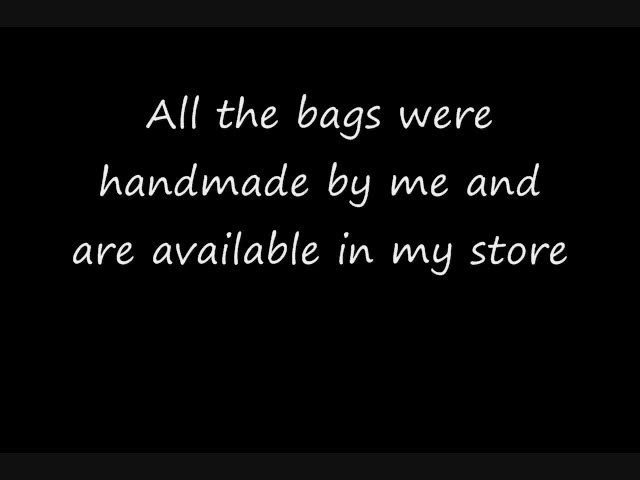 All the bags were
handmade by me and
are available in my store